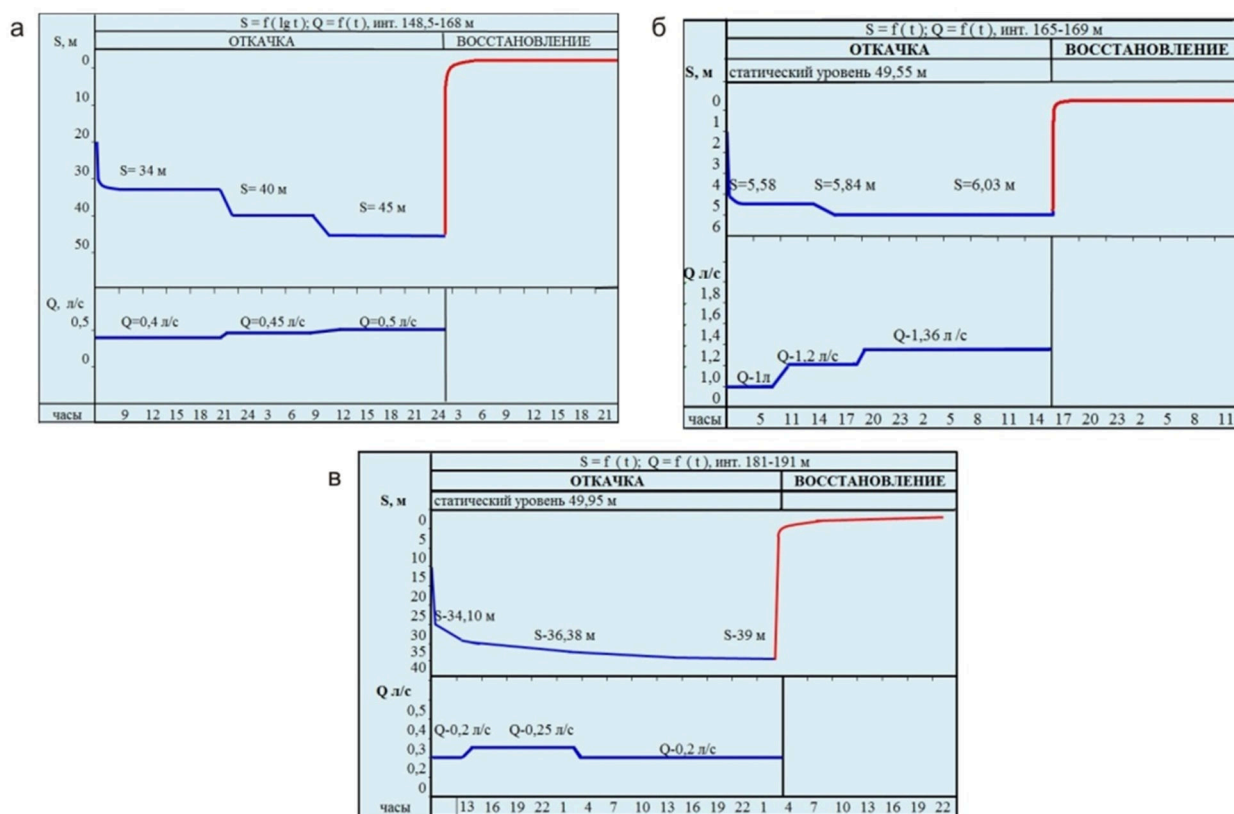 а
S = f ( lg t ); Q = f ( t ), инт. 148,5-168 м
S, м
ОТКАЧКА
ВОССТАНОВЛЕНИЕ
0
10
20
30
40
50
S= 34 м
S= 40 м
S= 45 м
Q, л/с
0,5
0
Q=0,4 л/с
Q=0,45 л/с
Q=0,5 л/с
часы
9 12 15 18 21 24 3 6 9 12 15 18 21 24 3 6 9 12 15 18 21
б
S = f ( t ); Q = f ( t ), инт. 165-169 м
ОТКАЧКА
ВОССТАНОВЛЕНИЕ
S, м
статический уровень 49,55 м
0
1
2
3
4
5
6
S=5,58
S=5,84 м
S=6,03 м
Q л/с
1,8
1,6
1,4
1,2
1,0
0
Q-1л
Q-1,2 л/с
Q-1,36 л /с
часы
5 11 14 17 20 23 2 5 8 11 14 17 20 23 2 5 8 11
в
S = f ( t ); Q = f ( t ), инт. 181-191 м
ОТКАЧКА
ВОССТАНОВЛЕНИЕ
S, м
статический уровень 49,95 м
0
5
10
15
20
25
30
35
40
S-34,10 м
S-36,38 м
S-39 м
Q л/с
0,5
0,4
0,3
0,2
0
Q-0,2 л/с
Q-0,25 л/с
Q-0,2 л/с
часы
13 16 19 22 1 4 7 10 13 16 19 22 1 4 7 10 13 16 19 22